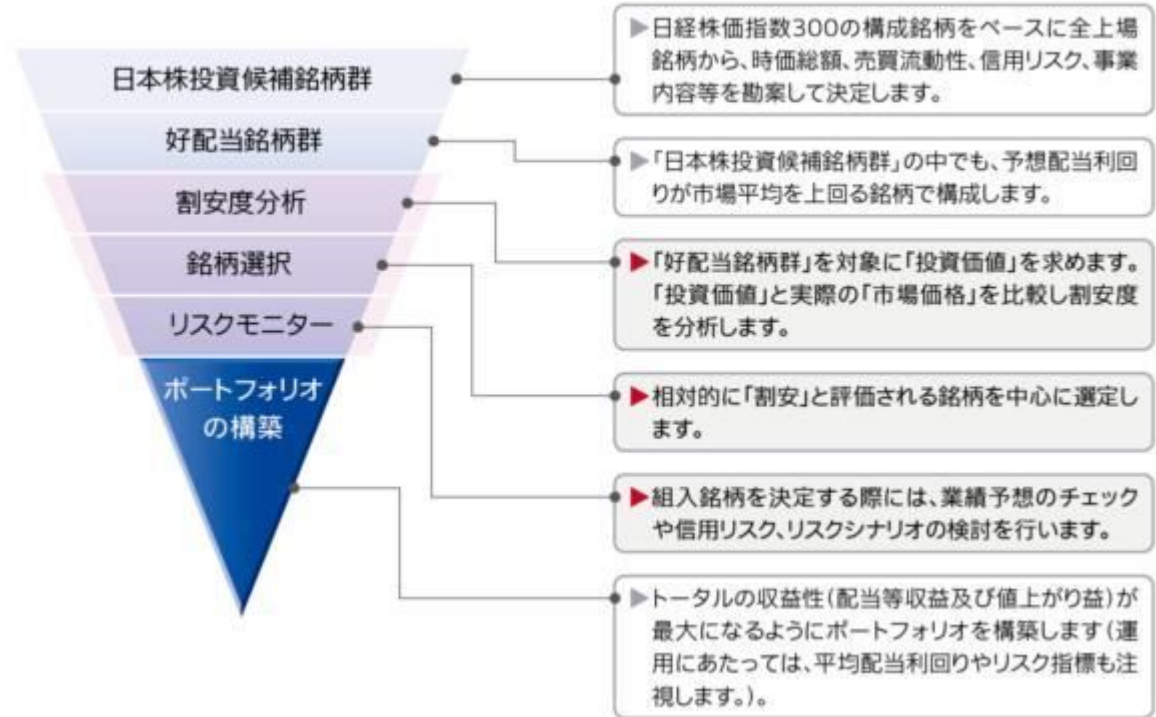 日本株投資候補銘柄群
▶日経株価指数300の構成銘柄をベースに全上場
銘柄から、時価総額、売買流動性、信用リスク、事業
内容等を勘案して決定します。
好配当銘柄群
▶「日本株投資候補銘柄群」の中でも、予想配当利回
りが市場平均を上回る銘柄で構成します。
割安度分析
▶「好配当銘柄群」を対象に「投資価値」を求めます。
「投資価値」と実際の「市場価格」を比較し割安度
を分析します。
銘柄選択
▶相対的に「割安」と評価される銘柄を中心に選定し
ます。
リスクモニター
▶組入銘柄を決定する際には、業績予想のチェック
や信用リスク、リスクシナリオの検討を行います。
ポートフォリオ
の構築
▶トータルの収益性(配当等収益及び値上がり益)が
最大になるようにポートフォリオを構築します(運
用にあたっては、平均配当利回りやリスク指標も注
視します。)。